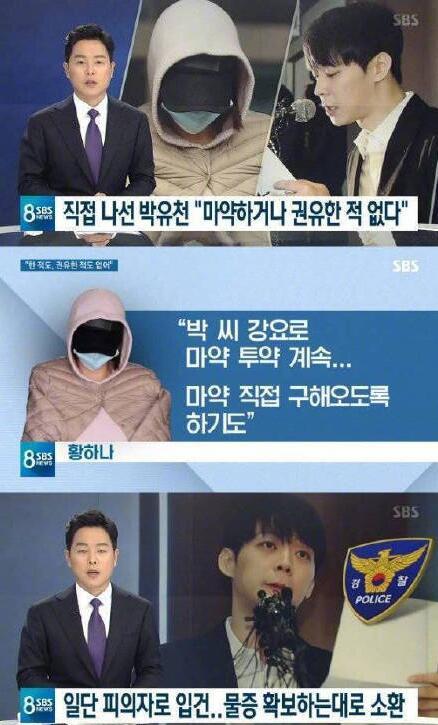 SBS
8 SBS NEWS
직접 나선 박유천 "마약하거나 권유한 적 없다"
"한 적도, 권유한 적도 없어"
SBS
"박 씨 강요로
마약 투약 계속...
마약 직접 구해오도록
하기도"
8 SBS NEWS
황하나
SBS
경찰
POLICE
8 SBS NEWS
일단 피의자로 입건..물증 확보하는대로 소환